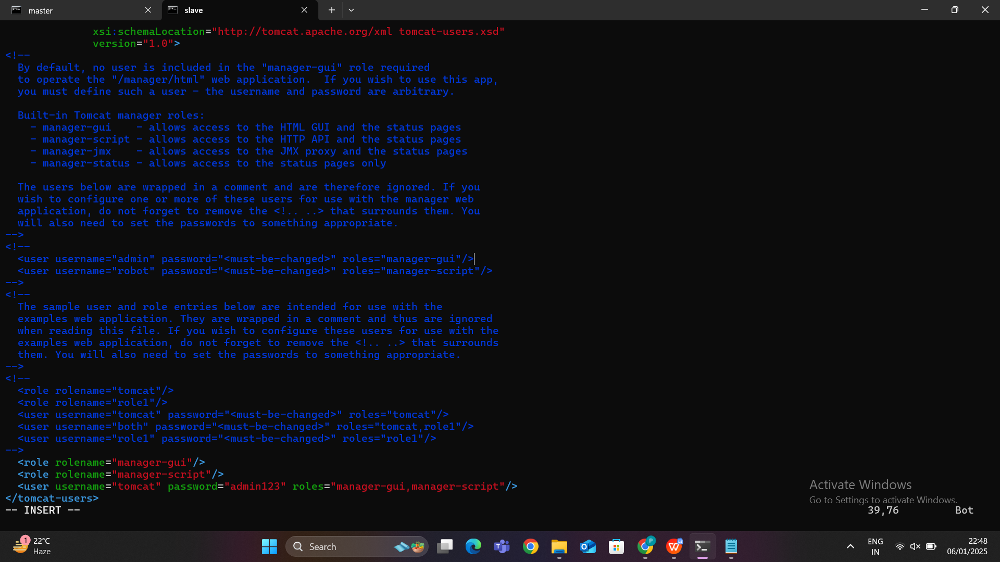 master
slave
xsi:schemaLocation="http://tomcat.apache.org/xml tomcat-users.xsd"
version="1.0">
<!--
By default, no user is included in the "manager-gui" role required
to operate the "/manager/html" web application.  If you wish to use this app,
you must define such a user - the username and password are arbitrary.
Built-in Tomcat manager roles:
- manager-gui    - allows access to the HTML GUI and the status pages
- manager-script - allows access to the HTTP API and the status pages
- manager-jmx    - allows access to the JMX proxy and the status pages
- manager-status - allows access to the status pages only
The users below are wrapped in a comment and are therefore ignored. If you
wish to configure one or more of these users for use with the manager web
application, do not forget to remove the <!.. ..> that surrounds them. You
will also need to set the passwords to something appropriate.
-->
<!--
<user username="admin" password="<must-be-changed>" roles="manager-gui"/>
<user username="robot" password="<must-be-changed>" roles="manager-script"/>
-->
<!--
The sample user and role entries below are intended for use with the
examples web application. They are wrapped in a comment and thus are ignored
when reading this file. If you wish to configure these users for use with the
examples web application, do not forget to remove the <!.. ..> that surrounds
them. You will also need to set the passwords to something appropriate.
-->
<!--
<role rolename="tomcat"/>
<role rolename="role1"/>
<user username="tomcat" password="<must-be-changed>" roles="tomcat"/>
<user username="both" password="<must-be-changed>" roles="tomcat,role1"/>
<user username="role1" password="<must-be-changed>" roles="role1"/>
-->
<role rolename="manager-gui"/>
<role rolename="manager-script"/>
<user username="tomcat" password="admin123" roles="manager-gui,manager-script"/>
</tomcat-users>
-- INSERT --
39,76
Bot
Activate Windows
Go to Settings to activate Windows.
1
22°C
Haze
Search
P
ENG
IN
22:48
06/01/2025